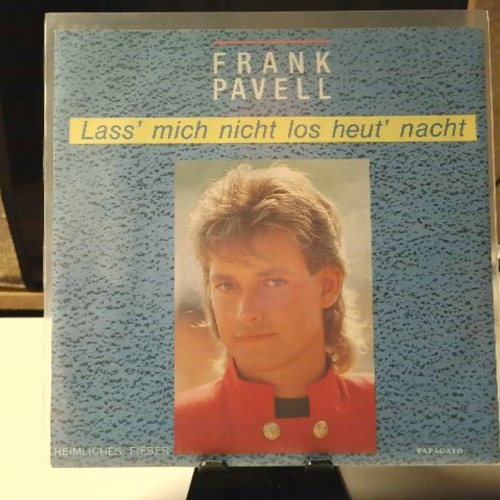 FRANK
PAVELL
Lass' mich nicht los heut' nacht
HEIMLICHES FIEBER
PAPAGAYO